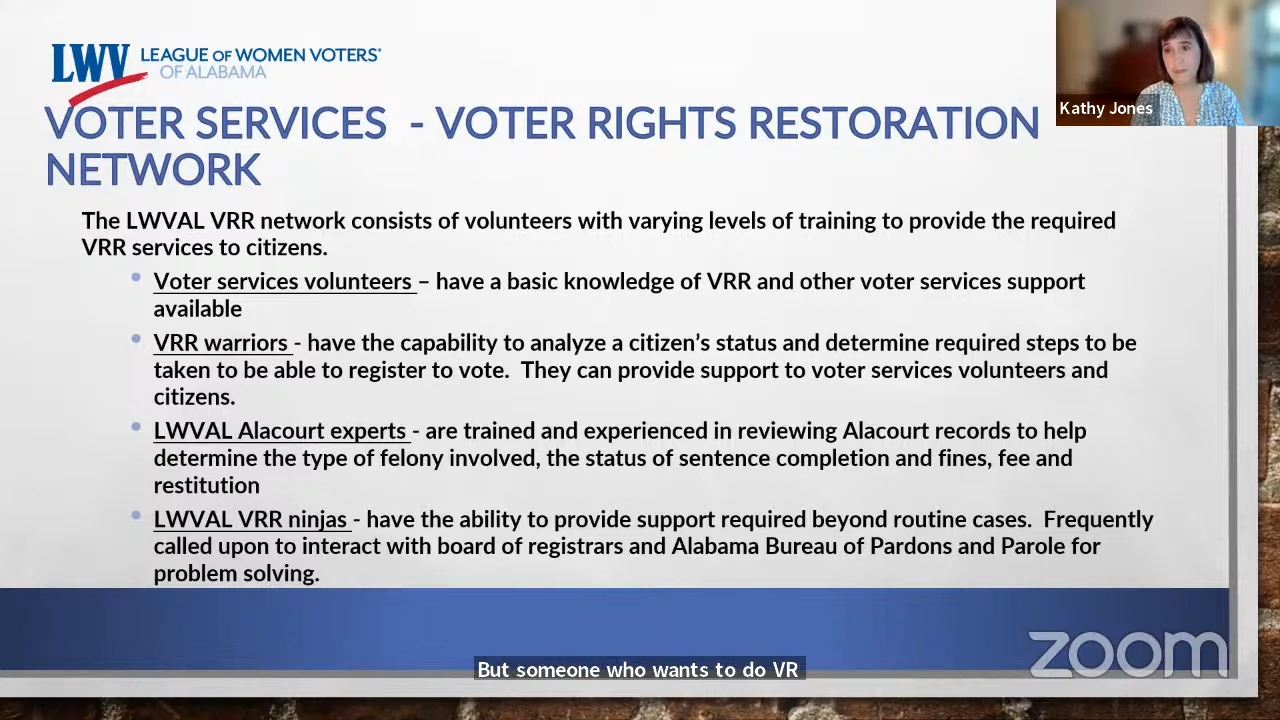 LWV LEAGUE OF WOMEN VOTERS®
OF ALABAMA
Kathy Jones
VOTER SERVICES - VOTER RIGHTS RESTORATION
NETWORK
The LWVAL VRR network consists of volunteers with varying levels of training to provide the required
VRR services to citizens.
• Voter services volunteers – have a basic knowledge of VRR and other voter services support
available
• VRR warriors - have the capability to analyze a citizen’s status and determine required steps to be
taken to be able to register to vote. They can provide support to voter services volunteers and
citizens.
• LWVAL Alacourt experts - are trained and experienced in reviewing Alacourt records to help
determine the type of felony involved, the status of sentence completion and fines, fee and
restitution
• LWVAL VRR ninjas - have the ability to provide support required beyond routine cases. Frequently
called upon to interact with board of registrars and Alabama Bureau of Pardons and Parole for
problem solving.
zoom
But someone who wants to do VR